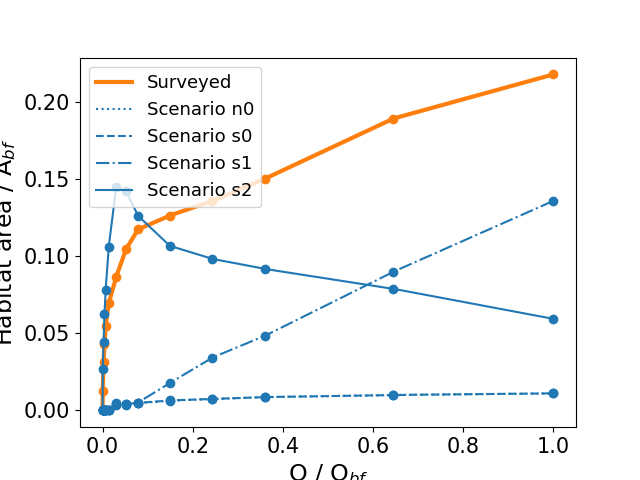 Surveyed
Scenario n0
Scenario s0
Scenario s1
Scenario s2
Habitat area / A_bf
0.20
0.15
0.10
0.05
0.00
0.0 0.2 0.4 0.6 0.8 1.0
Q / Q_bf